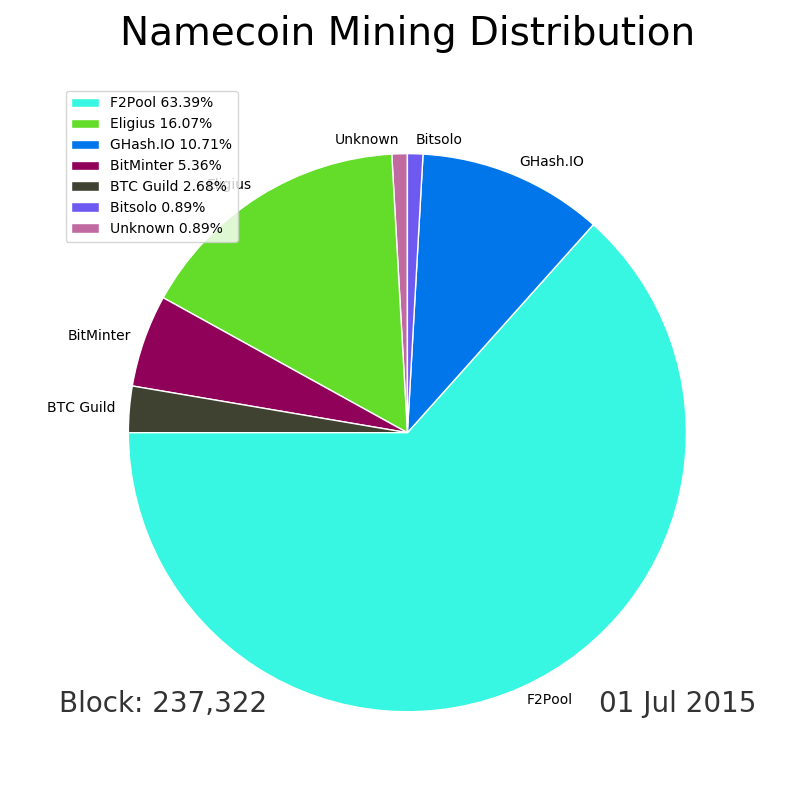 Namecoin Mining Distribution
F2Pool 63.39%
Eligius 16.07%
GHash.IO 10.71%
BitMinter 5.36%
BTC Guild 2.68%
Bitsolo 0.89%
Unknown 0.89%
Unknown
Bitsolo
GHash.IO
Eligius
BitMinter
BTC Guild
F2Pool
Block: 237,322
01 Jul 2015